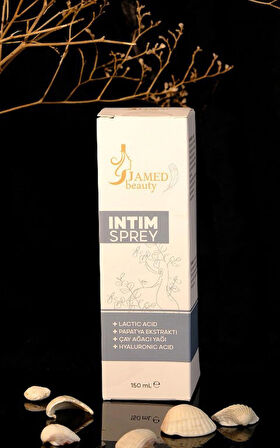 JAMED
beauty
INTIM
SPREY
+ LACTIC ACID
+ PAPATYA EKSTRAKTI
+ ÇAY AĞACI YAĞI
+ HYALURONIC ACID
150 mL ℮